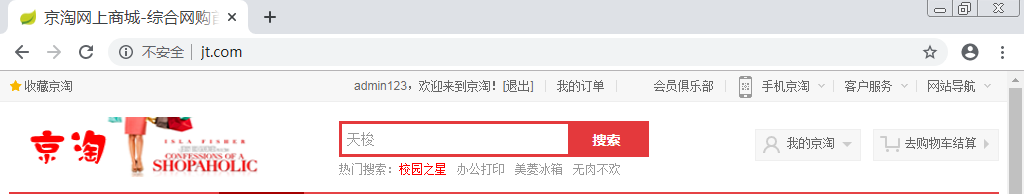 京淘网上商城-综合网购首
不安全 jt.com
收藏京淘 admin123，欢迎来到京淘！[退出] 我的订单 会员俱乐部 手机京淘 客户服务 网站导航
京淘
ISLA FISHER
CONFESSIONS OF A
SHOPAHOLIC
天梭 搜索
我的京淘 去购物车结算
热门搜索： 校园之星 办公打印 美菱冰箱 无肉不欢